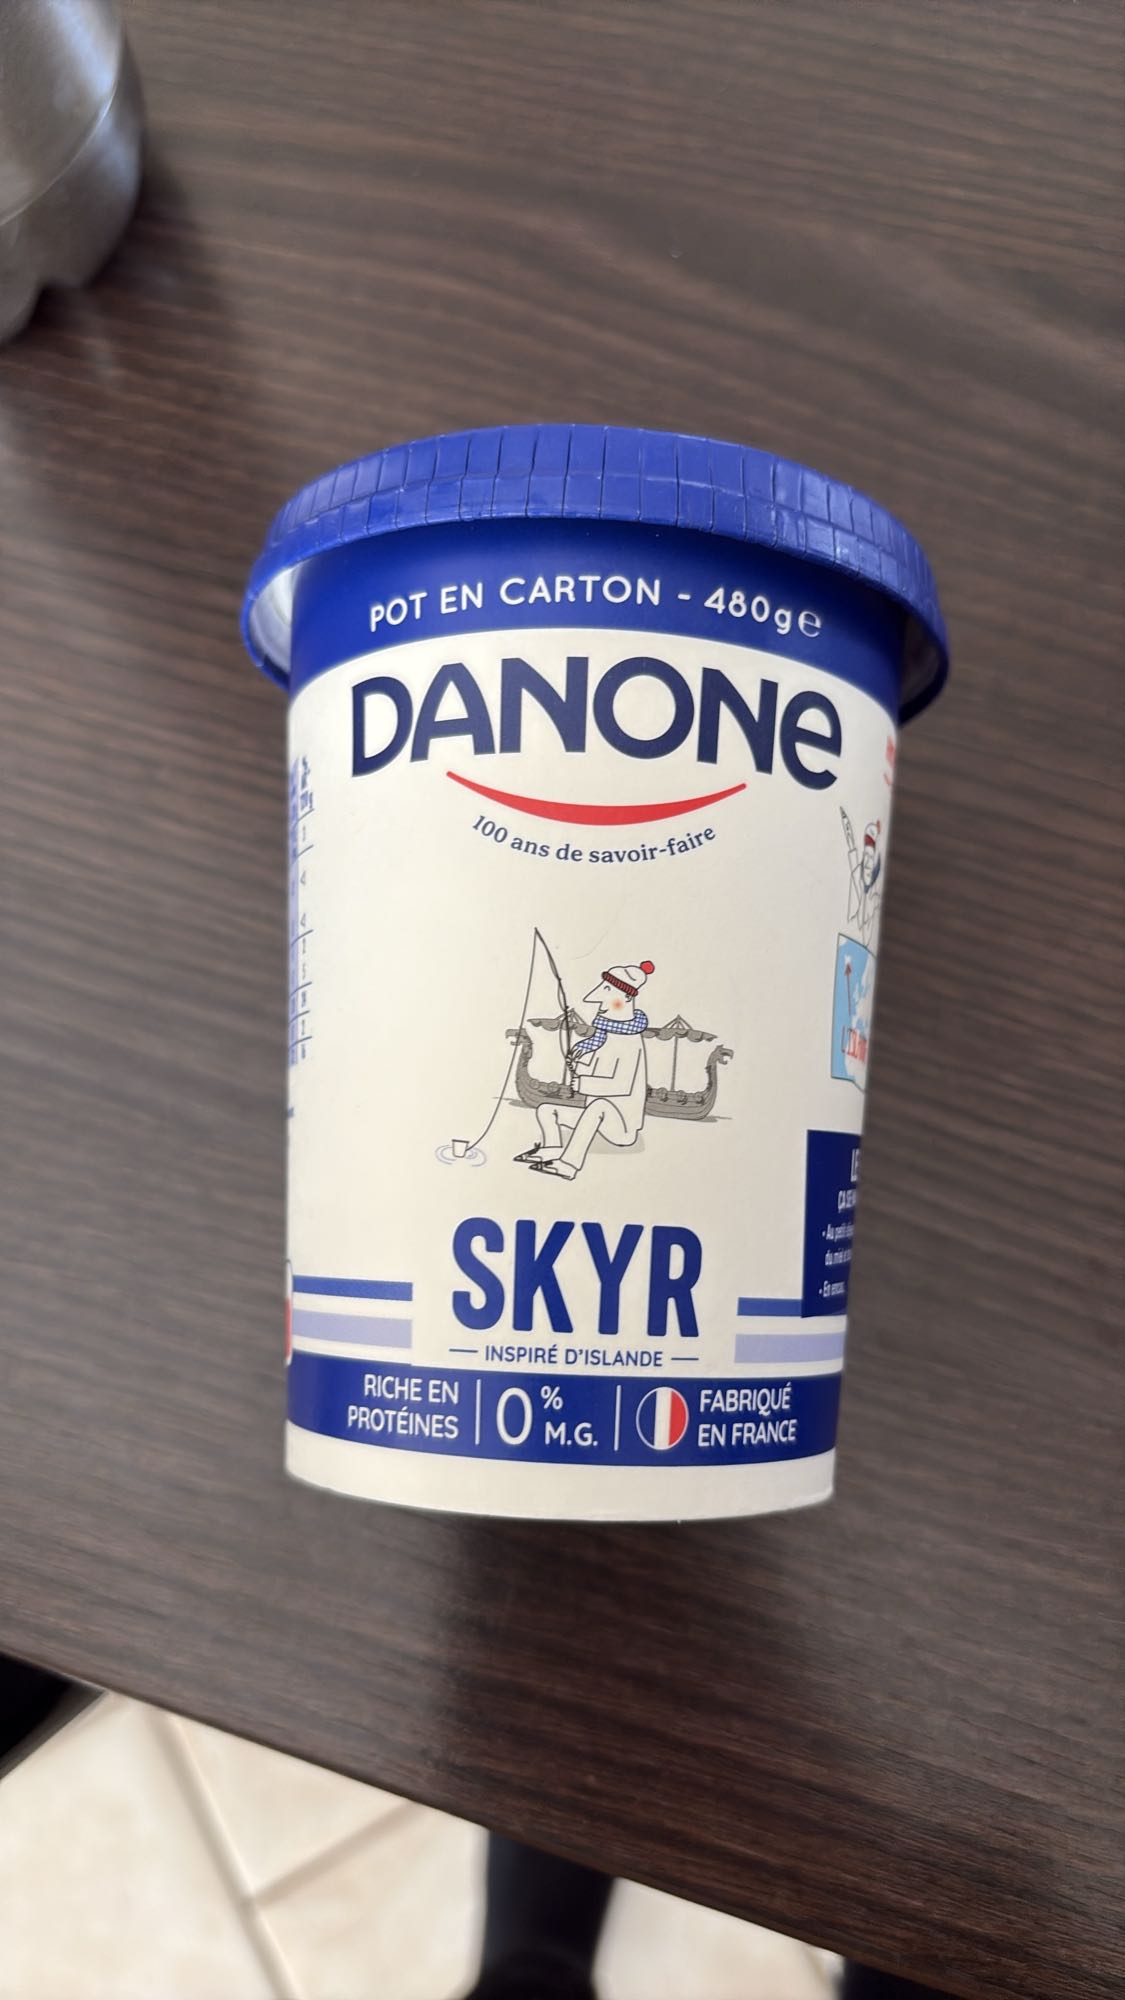 POT EN CARTON - 480g℮
DANONE
100 ans de savoir-faire
SKYR
INSPIRÉ D'ISLANDE
RICHE EN
PROTÉINES
0%
M.G.
FABRIQUÉ
EN FRANCE